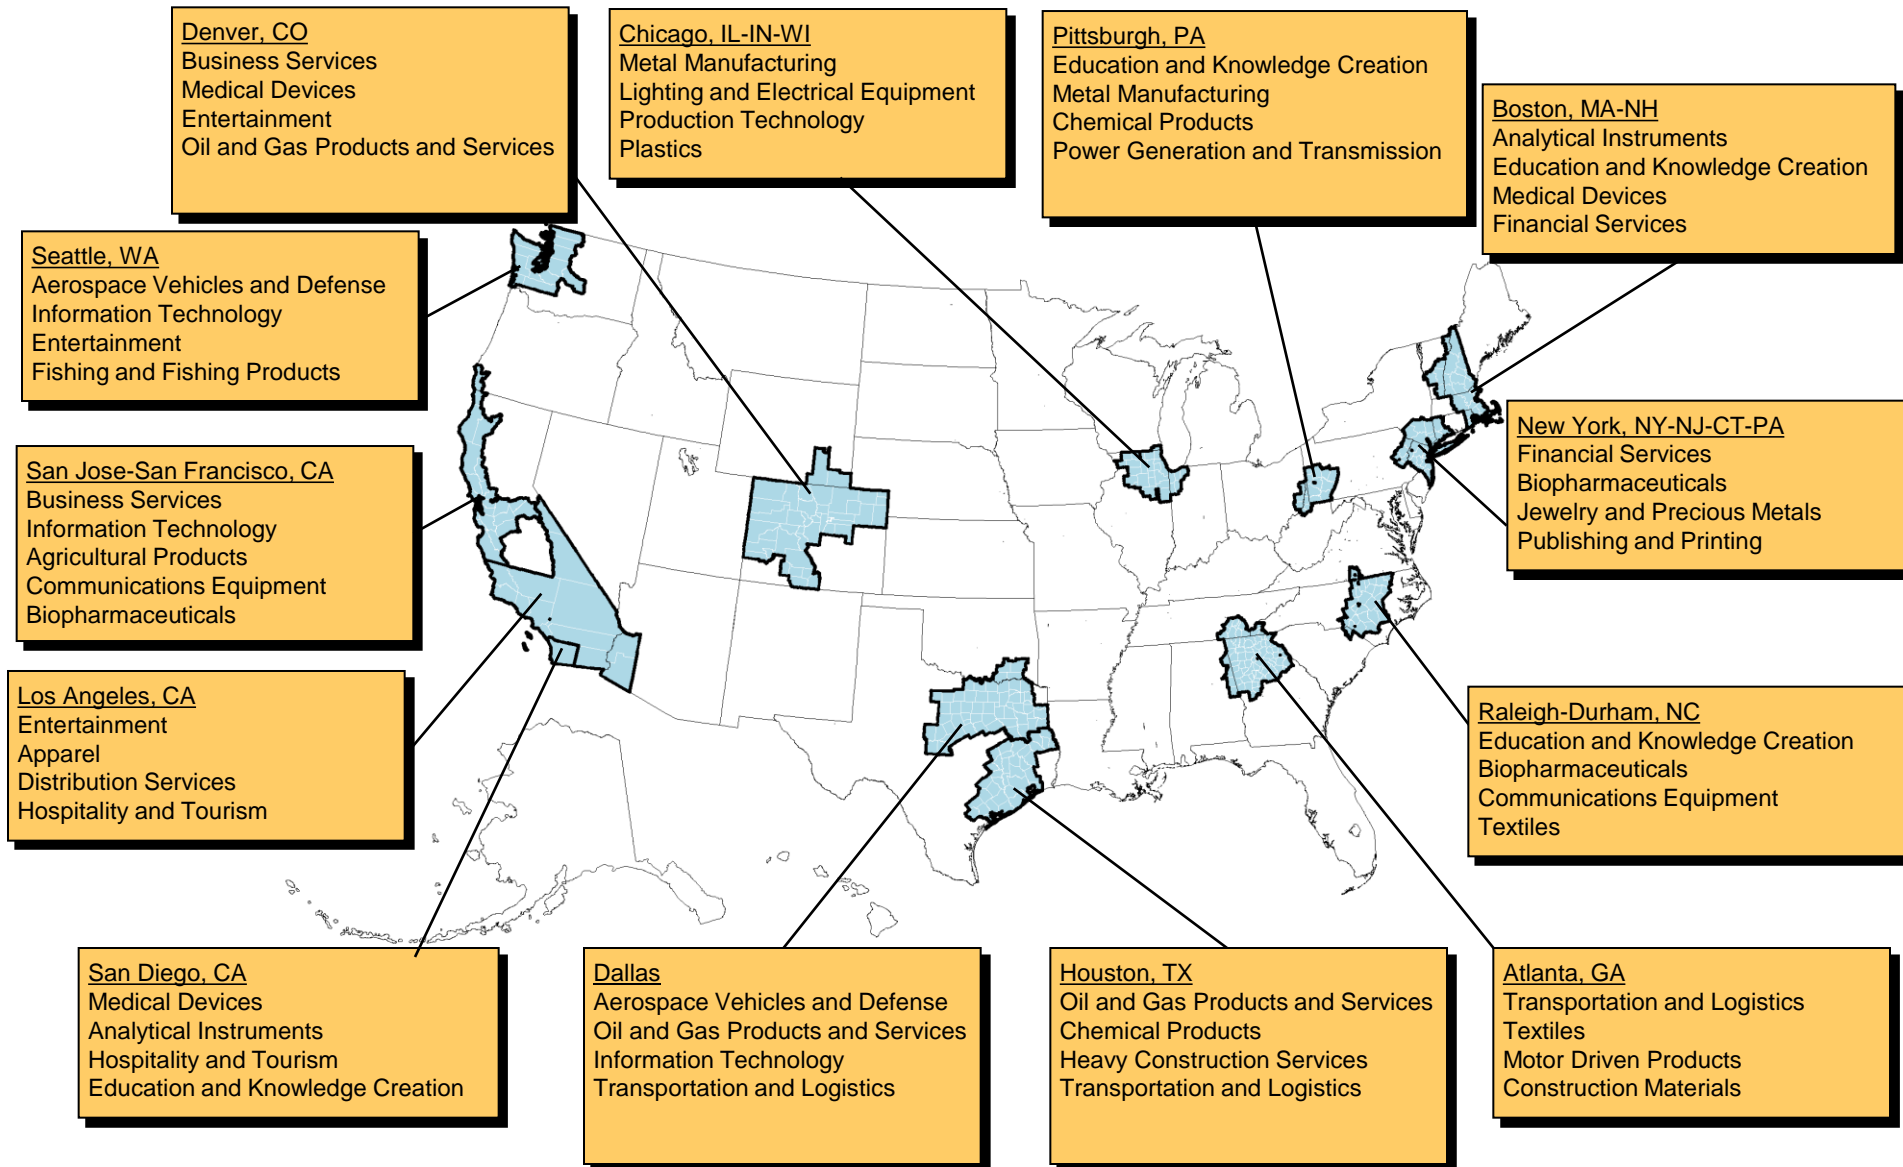 Denver, CO
Business Services
Medical Devices
Entertainment
Oil and Gas Products and Services
Chicago, IL-IN-WI
Metal Manufacturing
Lighting and Electrical Equipment
Production Technology
Plastics
Pittsburgh, PA
Education and Knowledge Creation
Metal Manufacturing
Chemical Products
Power Generation and Transmission
Boston, MA-NH
Analytical Instruments
Education and Knowledge Creation
Medical Devices
Financial Services
Seattle, WA
Aerospace Vehicles and Defense
Information Technology
Entertainment
Fishing and Fishing Products
New York, NY-NJ-CT-PA
Financial Services
Biopharmaceuticals
Jewelry and Precious Metals
Publishing and Printing
San Jose-San Francisco, CA
Business Services
Information Technology
Agricultural Products
Communications Equipment
Biopharmaceuticals
Los Angeles, CA
Entertainment
Apparel
Distribution Services
Hospitality and Tourism
Raleigh-Durham, NC
Education and Knowledge Creation
Biopharmaceuticals
Communications Equipment
Textiles
San Diego, CA
Medical Devices
Analytical Instruments
Hospitality and Tourism
Education and Knowledge Creation
Dallas
Aerospace Vehicles and Defense
Oil and Gas Products and Services
Information Technology
Transportation and Logistics
Houston, TX
Oil and Gas Products and Services
Chemical Products
Heavy Construction Services
Transportation and Logistics
Atlanta, GA
Transportation and Logistics
Textiles
Motor Driven Products
Construction Materials